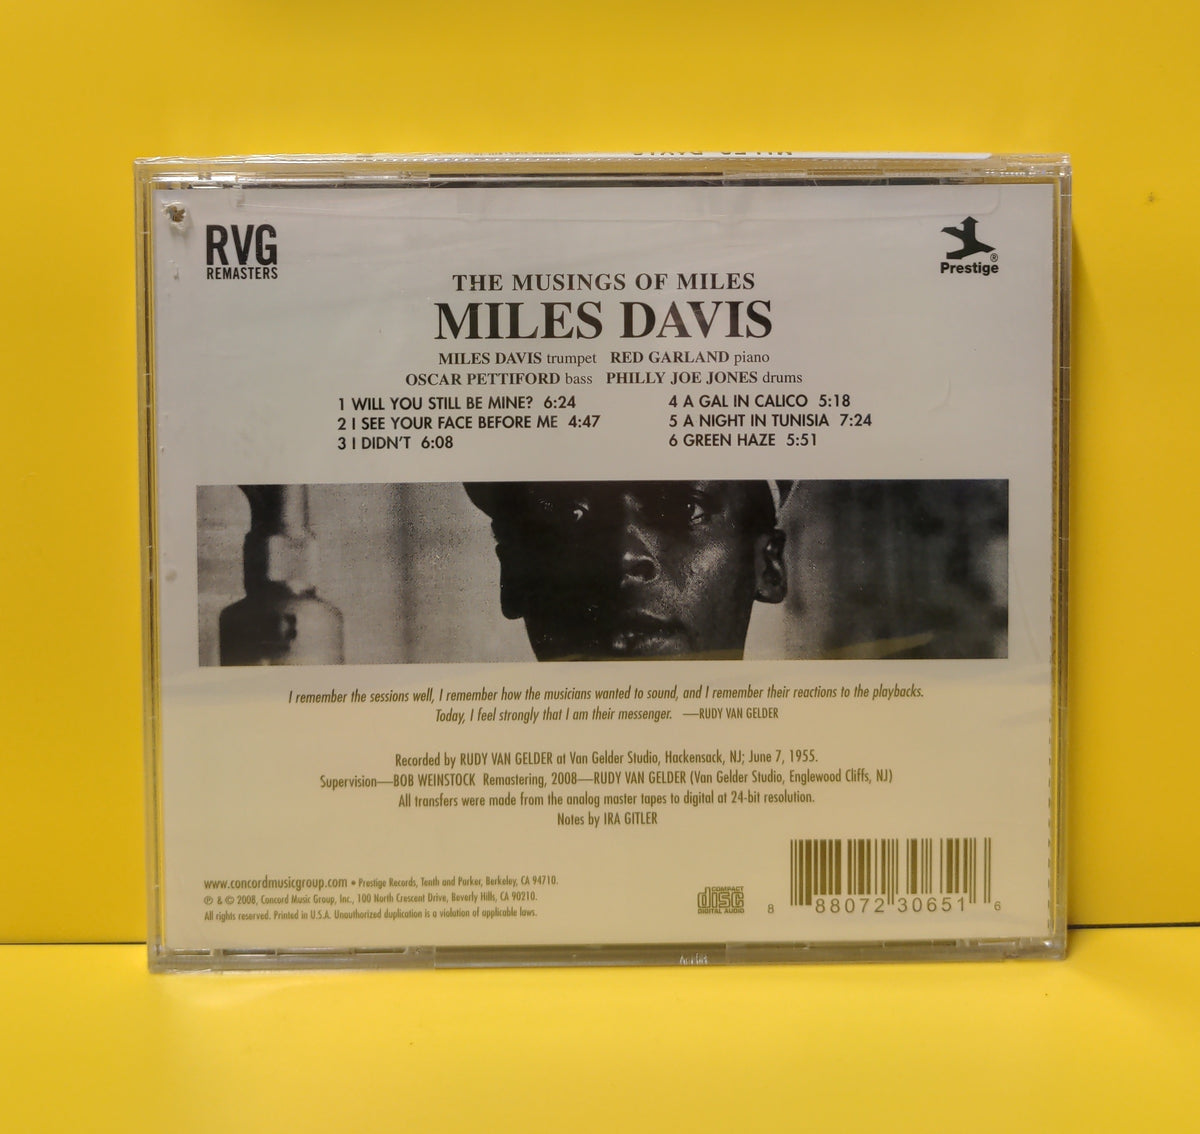 MILES DAVIS
RVG
REMASTERS
Prestige®
THE MUSINGS OF MILES
MILES DAVIS
MILES DAVIS trumpet RED GARLAND piano
OSCAR PETTIFORD bass PHILLY JOE JONES drums
1 WILL YOU STILL BE MINE? 6:24
2 I SEE YOUR FACE BEFORE ME 4:47
3 I DIDN'T 6:08
4 A GAL IN CALICO 5:18
5 A NIGHT IN TUNISIA 7:24
6 GREEN HAZE 5:51
I remember the sessions well, I remember how the musicians wanted to sound, and I remember their reactions to the playbacks.
Today, I feel strongly that I am their messenger. —RUDY VAN GELDER
Recorded by RUDY VAN GELDER at Van Gelder Studio, Hackensack, NJ; June 7, 1955.
Supervision—BOB WEINSTOCK Remastering, 2008—RUDY VAN GELDER (Van Gelder Studio, Englewood Cliffs, NJ)
All transfers were made from the analog master tapes to digital at 24-bit resolution.
Notes by IRA GITLER
www.concordmusicgroup.com • Prestige Records, Tenth and Parker, Berkeley, CA 94710.
℗ & © 2008, Concord Music Group, Inc., 100 North Crescent Drive, Beverly Hills, CA 90210.
All rights reserved. Printed in U.S.A. Unauthorized duplication is a violation of applicable laws.
COMPACT
disc
DIGITAL AUDIO
8 88072 30651 6